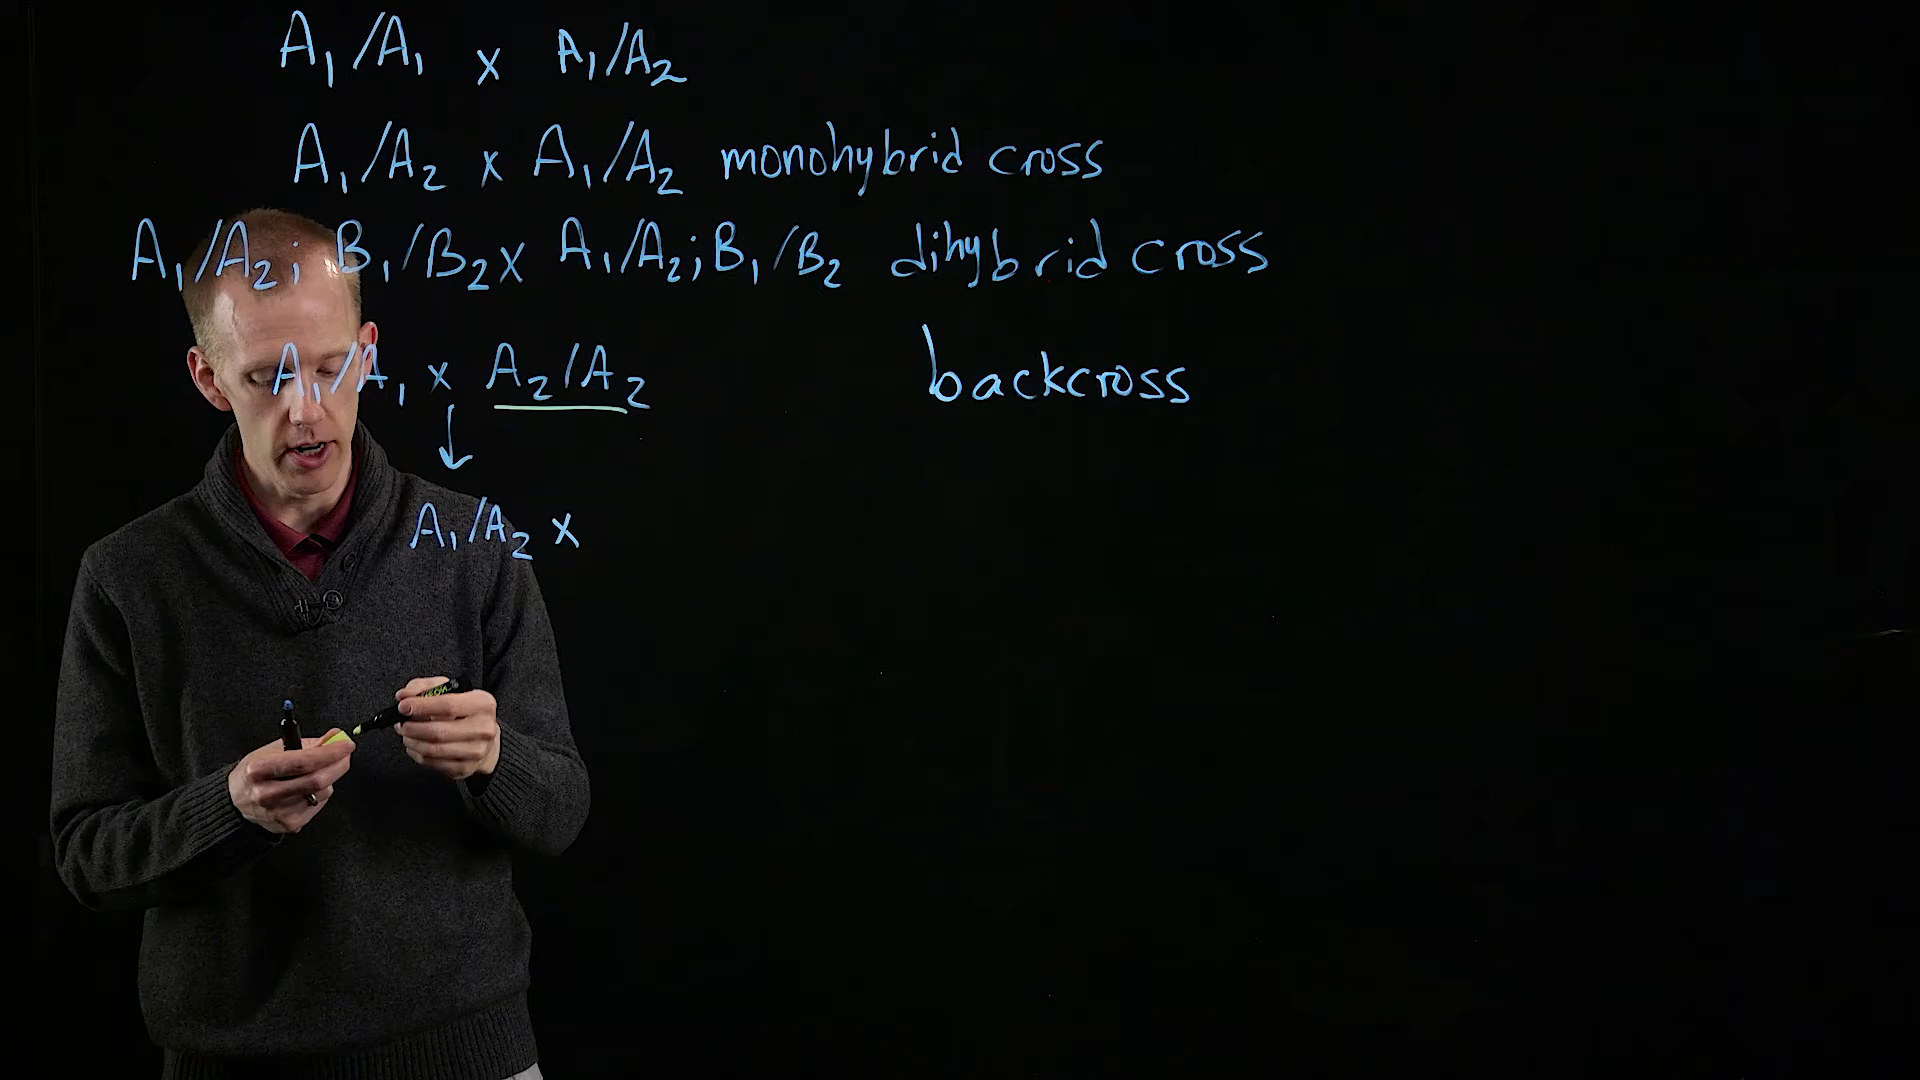 A₁/A₁ x A₁/A₂
A₁/A₂ x A₁/A₂ monohybrid cross
A₁/A₂; B₁/B₂ x A₁/A₂; B₁/B₂ dihybrid cross
A₁/A₁ x A₂/A₂ backcross
A₁/A₂ x